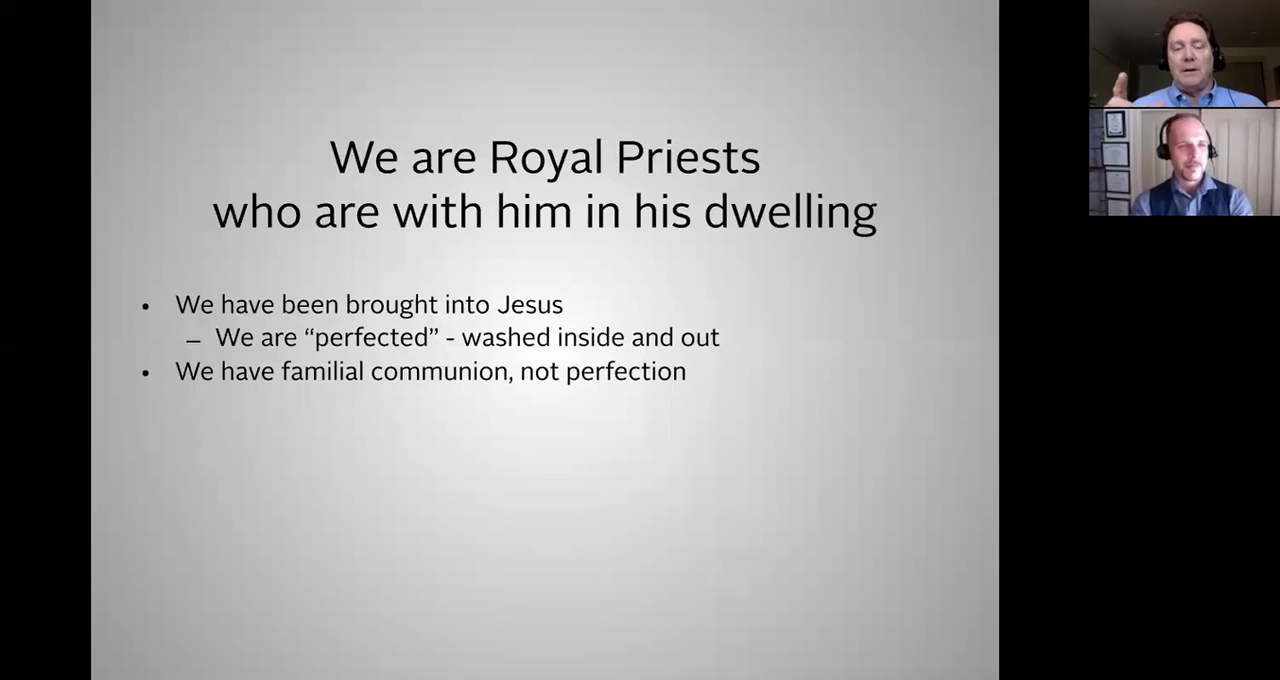 We are Royal Priests
who are with him in his dwelling
• We have been brought into Jesus
– We are “perfected” - washed inside and out
• We have familial communion, not perfection